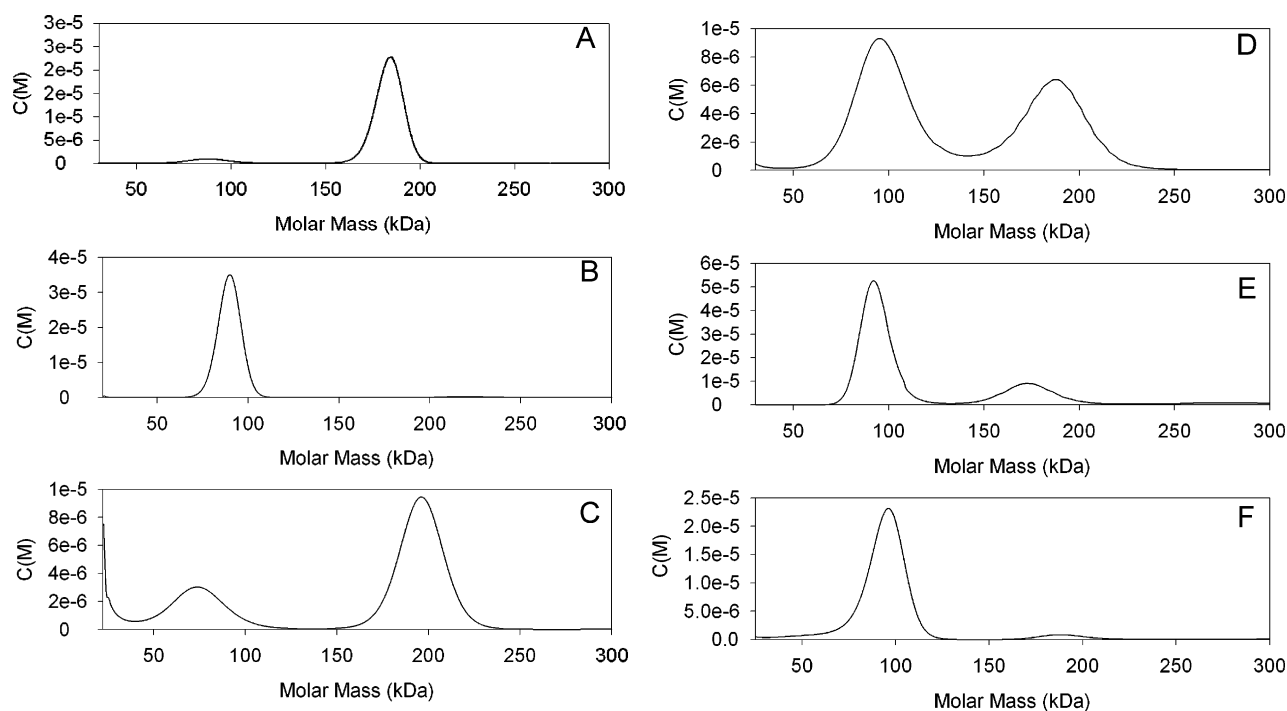 A
C(M)
3e-5
3e-5
2e-5
2e-5
1e-5
5e-6
0
50 100 150 200 250 300
Molar Mass (kDa)
B
C(M)
4e-5
3e-5
2e-5
1e-5
0
50 100 150 200 250 300
Molar Mass (kDa)
C
C(M)
1e-5
8e-6
6e-6
4e-6
2e-6
0
50 100 150 200 250 300
Molar Mass (kDa)
D
C(M)
1e-5
8e-6
6e-6
4e-6
2e-6
0
50 100 150 200 250 300
Molar Mass (kDa)
E
C(M)
6e-5
5e-5
4e-5
3e-5
2e-5
1e-5
0
50 100 150 200 250 300
Molar Mass (kDa)
F
C(M)
2.5e-5
2.0e-5
1.5e-5
1.0e-5
5.0e-6
0.0
50 100 150 200 250 300
Molar Mass (kDa)